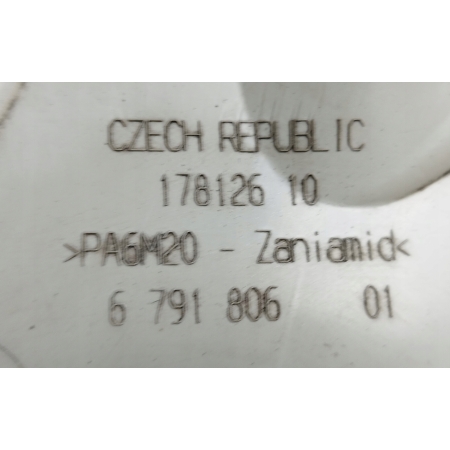 CZECH REPUBLIC
178126 10
>PA6M20 - Zaniamid<
6 791 806 01